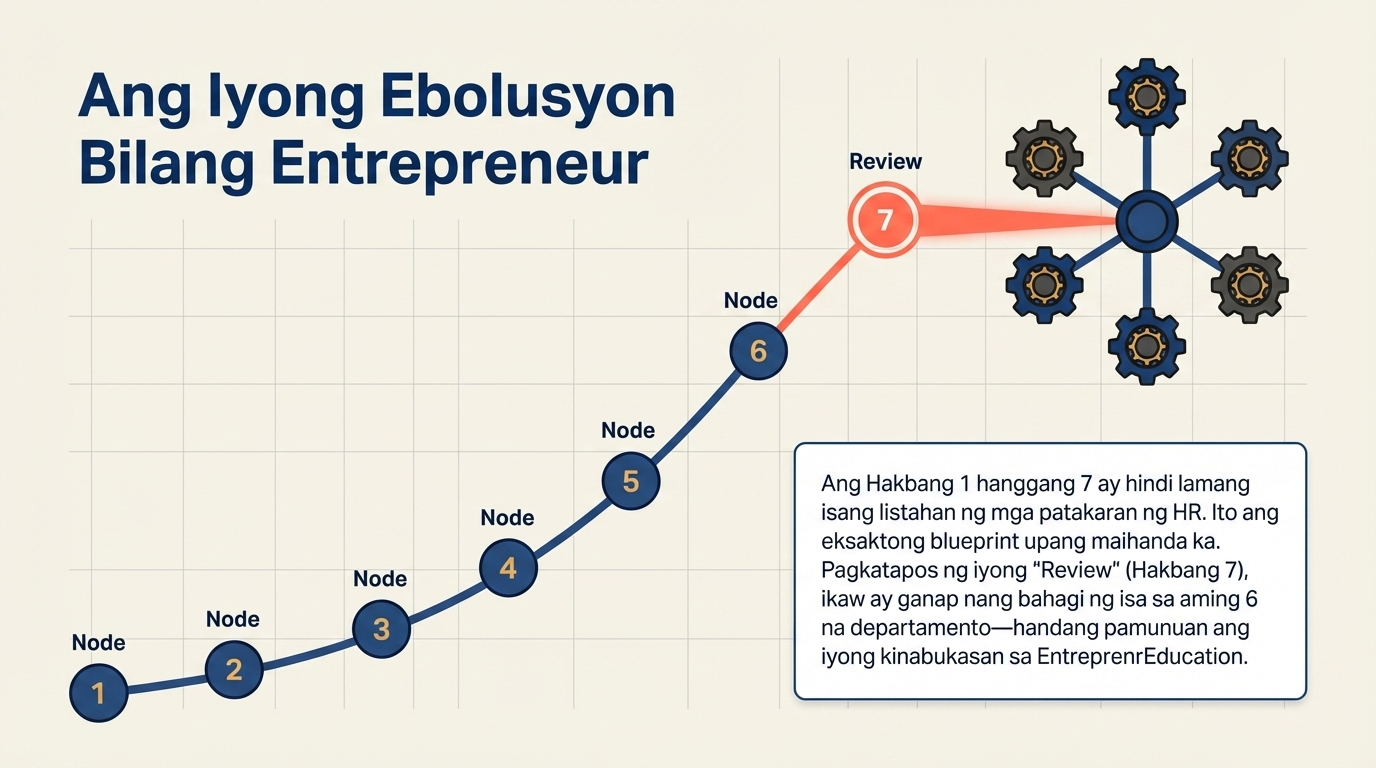 Ang Iyong Ebolusyon
Bilang Entrepreneur
Review
7
Node
6
Node
5
Node
4
Node
3
Node
2
Node
1
Ang Hakbang 1 hanggang 7 ay hindi lamang
isang listahan ng mga patakaran ng HR. Ito ang
eksaktong blueprint upang maihanda ka.
Pagkatapos ng iyong “Review” (Hakbang 7),
ikaw ay ganap nang bahagi ng isa sa aming 6
na departamento—handang pamunuan ang
iyong kinabukasan sa EntreprenrEducation.